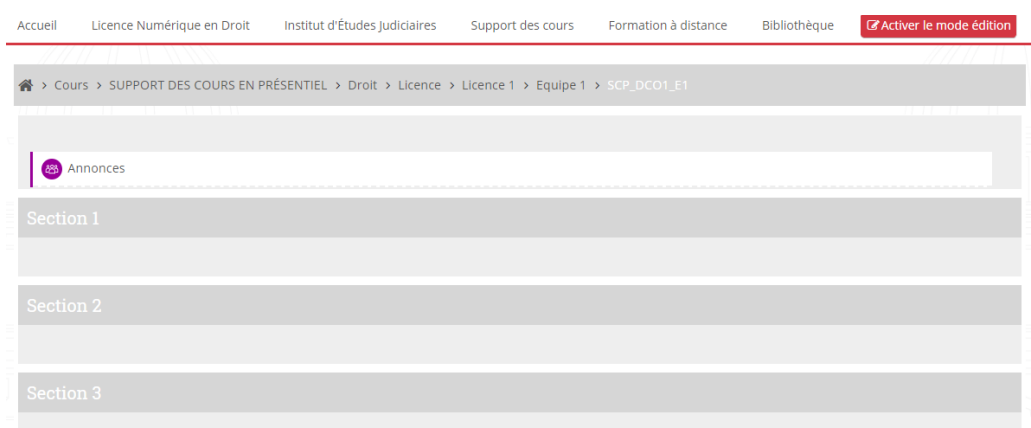 Accueil Licence Numérique en Droit Institut d'Études Judiciaires Support des cours Formation à distance Bibliothèque Activer le mode édition
> Cours > SUPPORT DES COURS EN PRÉSENTIEL > Droit > Licence > Licence 1 > Equipe 1 > SCP_DCO1_E1
Annonces
Section 1
Section 2
Section 3